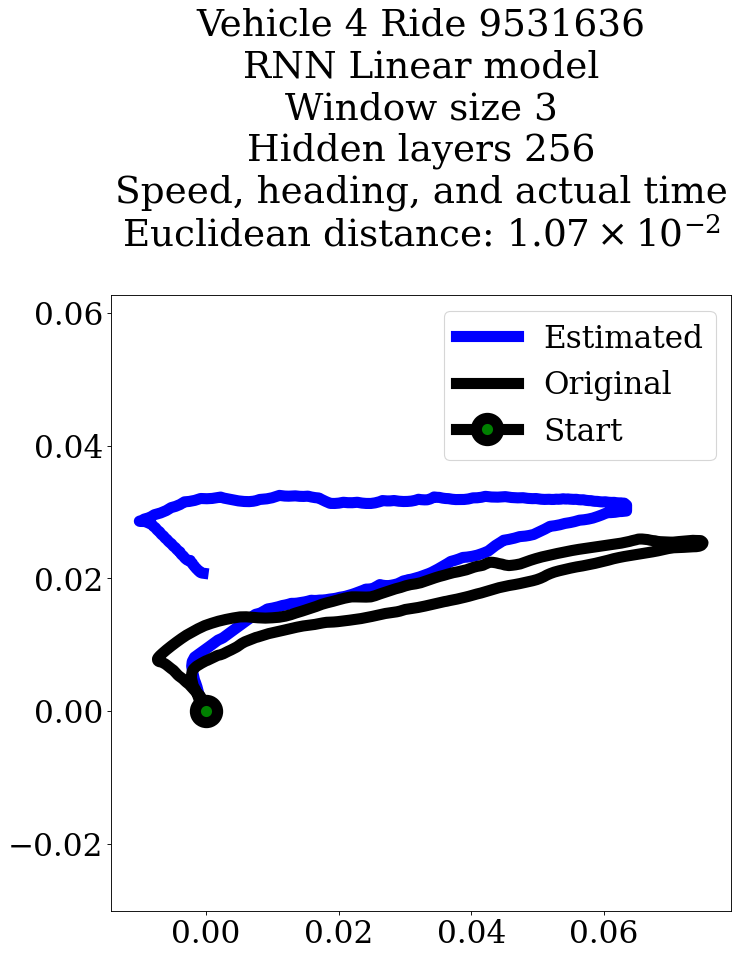 Vehicle 4 Ride 9531636
RNN Linear model
Window size 3
Hidden layers 256
Speed, heading, and actual time
Euclidean distance: 1.07 × 10⁻²
0.06
0.04
0.02
0.00
−0.02
Estimated
Original
Start
0.00 0.02 0.04 0.06